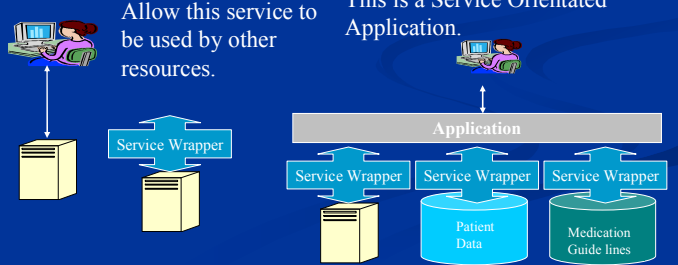 Allow this service to
be used by other
resources.
This is a Service Orientated
Application.
Service Wrapper
Application
Service Wrapper
Service Wrapper
Service Wrapper
Patient
Data
Medication
Guide lines